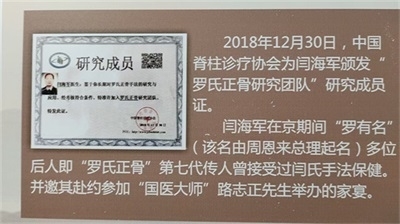 研究成员
2018年12月30日，中国
脊柱诊疗协会为闫海军颁发“
罗氏正骨研究团队”研究成员
证。
闫海军在京期间“罗有名”
（该名由周恩来总理起名）多位
后人即“罗氏正骨”第七代传人曾接受过闫氏手法保健。
并邀其赴约参加“国医大师”路志正先生举办的家宴。